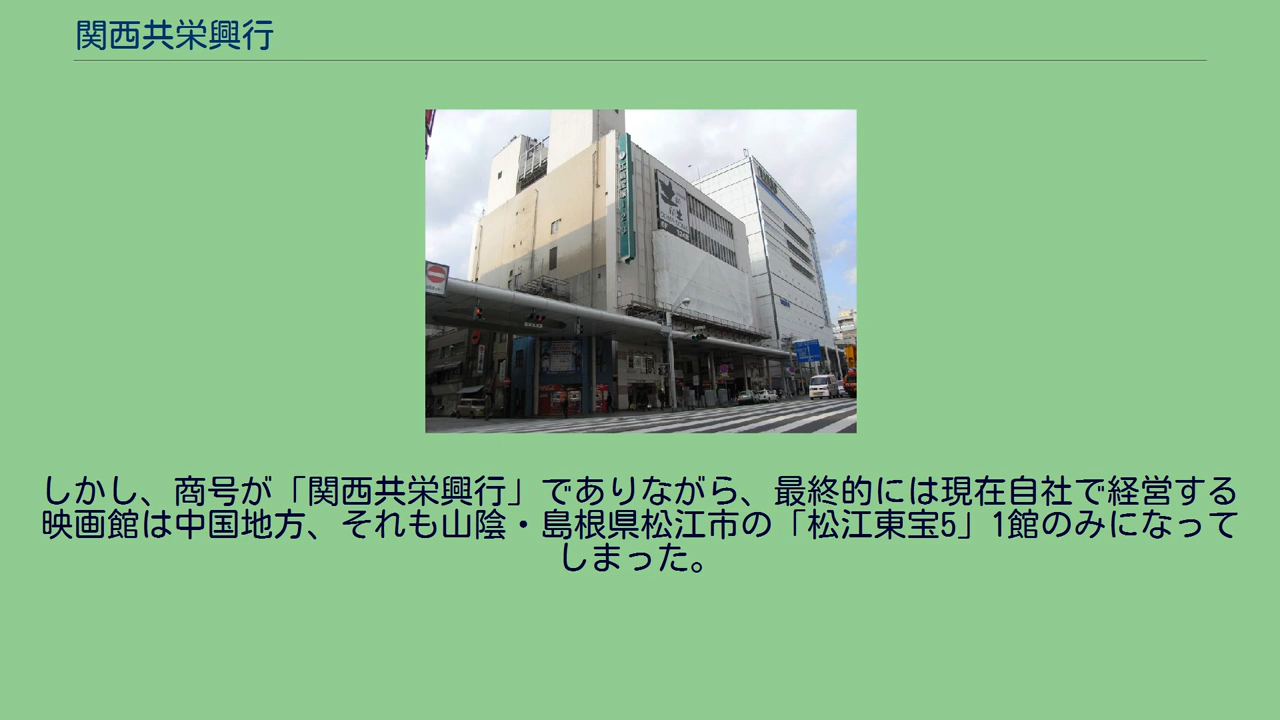 関西共栄興行
しかし、商号が「関西共栄興行」でありながら、最終的には現在自社で経営する
映画館は中国地方、それも山陰・島根県松江市の「松江東宝5」1館のみになって
しまった。